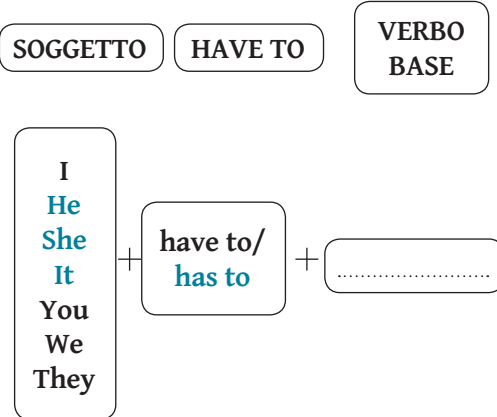 SOGGETTO
HAVE TO
VERBO
BASE
I
He
She
It
You
We
They
+
have to/
has to
+
..........................